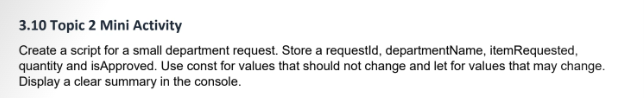 3.10 Topic 2 Mini Activity
Create a script for a small department request. Store a requestId, departmentName, itemRequested,
quantity and isApproved. Use const for values that should not change and let for values that may change.
Display a clear summary in the console.